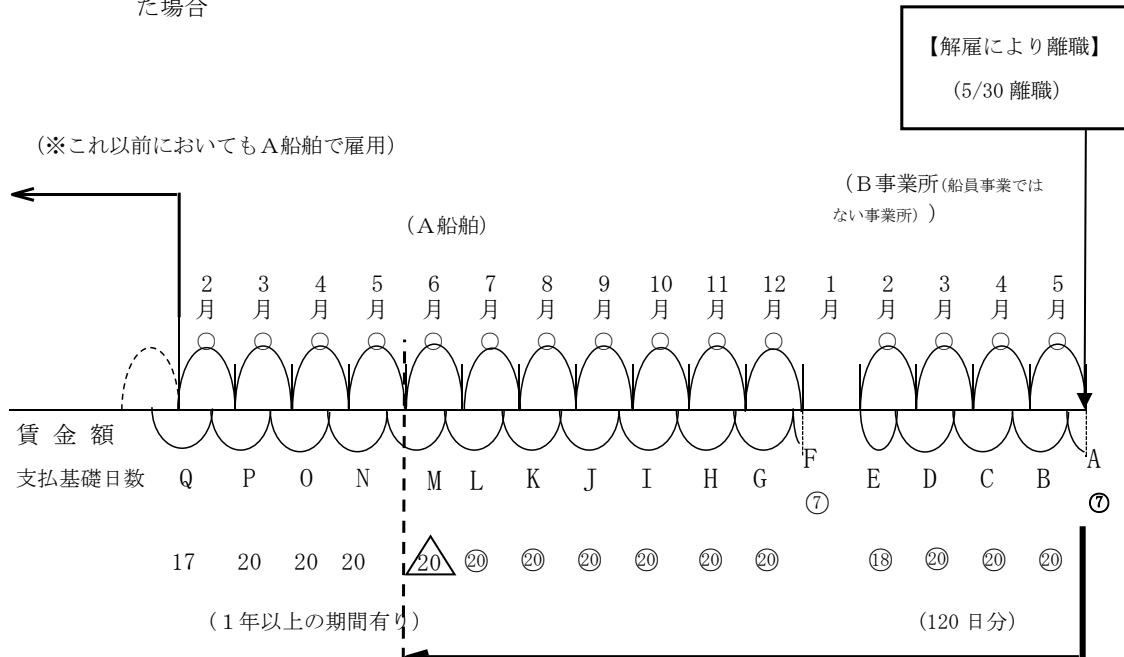 た場合
【解雇により離職】
(5/30 離職)
(※これ以前においてもA船舶で雇用)
(B事業所(船員事業では
ない事業所))
(A船舶)
2月 3月 4月 5月 6月 7月 8月 9月 10月 11月 12月 1月 2月 3月 4月 5月
○ ○ ○ ○ ○ ○ ○ ○ ○ ○ ○ ○ ○ ○ ○
賃金額
支払基礎日数 Q P O N M L K J I H G F E D C B A
⑦ ⑦
17 20 20 20 20 ⑳ ⑳ ⑳ ⑳ ⑳ ⑳ ⑱ ⑳ ⑳ ⑳
(1年以上の期間有り) (120日分)